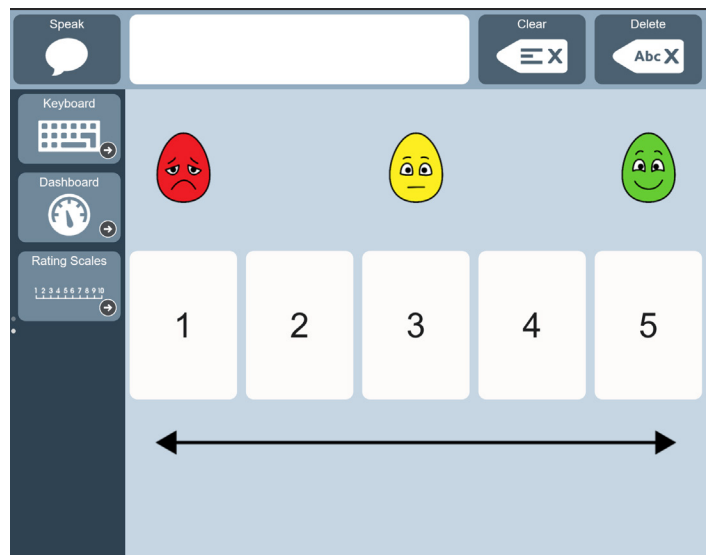 Speak
Clear
Delete
Abc X
Keyboard
Dashboard
Rating Scales
1 2 3 4 5 6 7 8 9 10
1 2 3 4 5